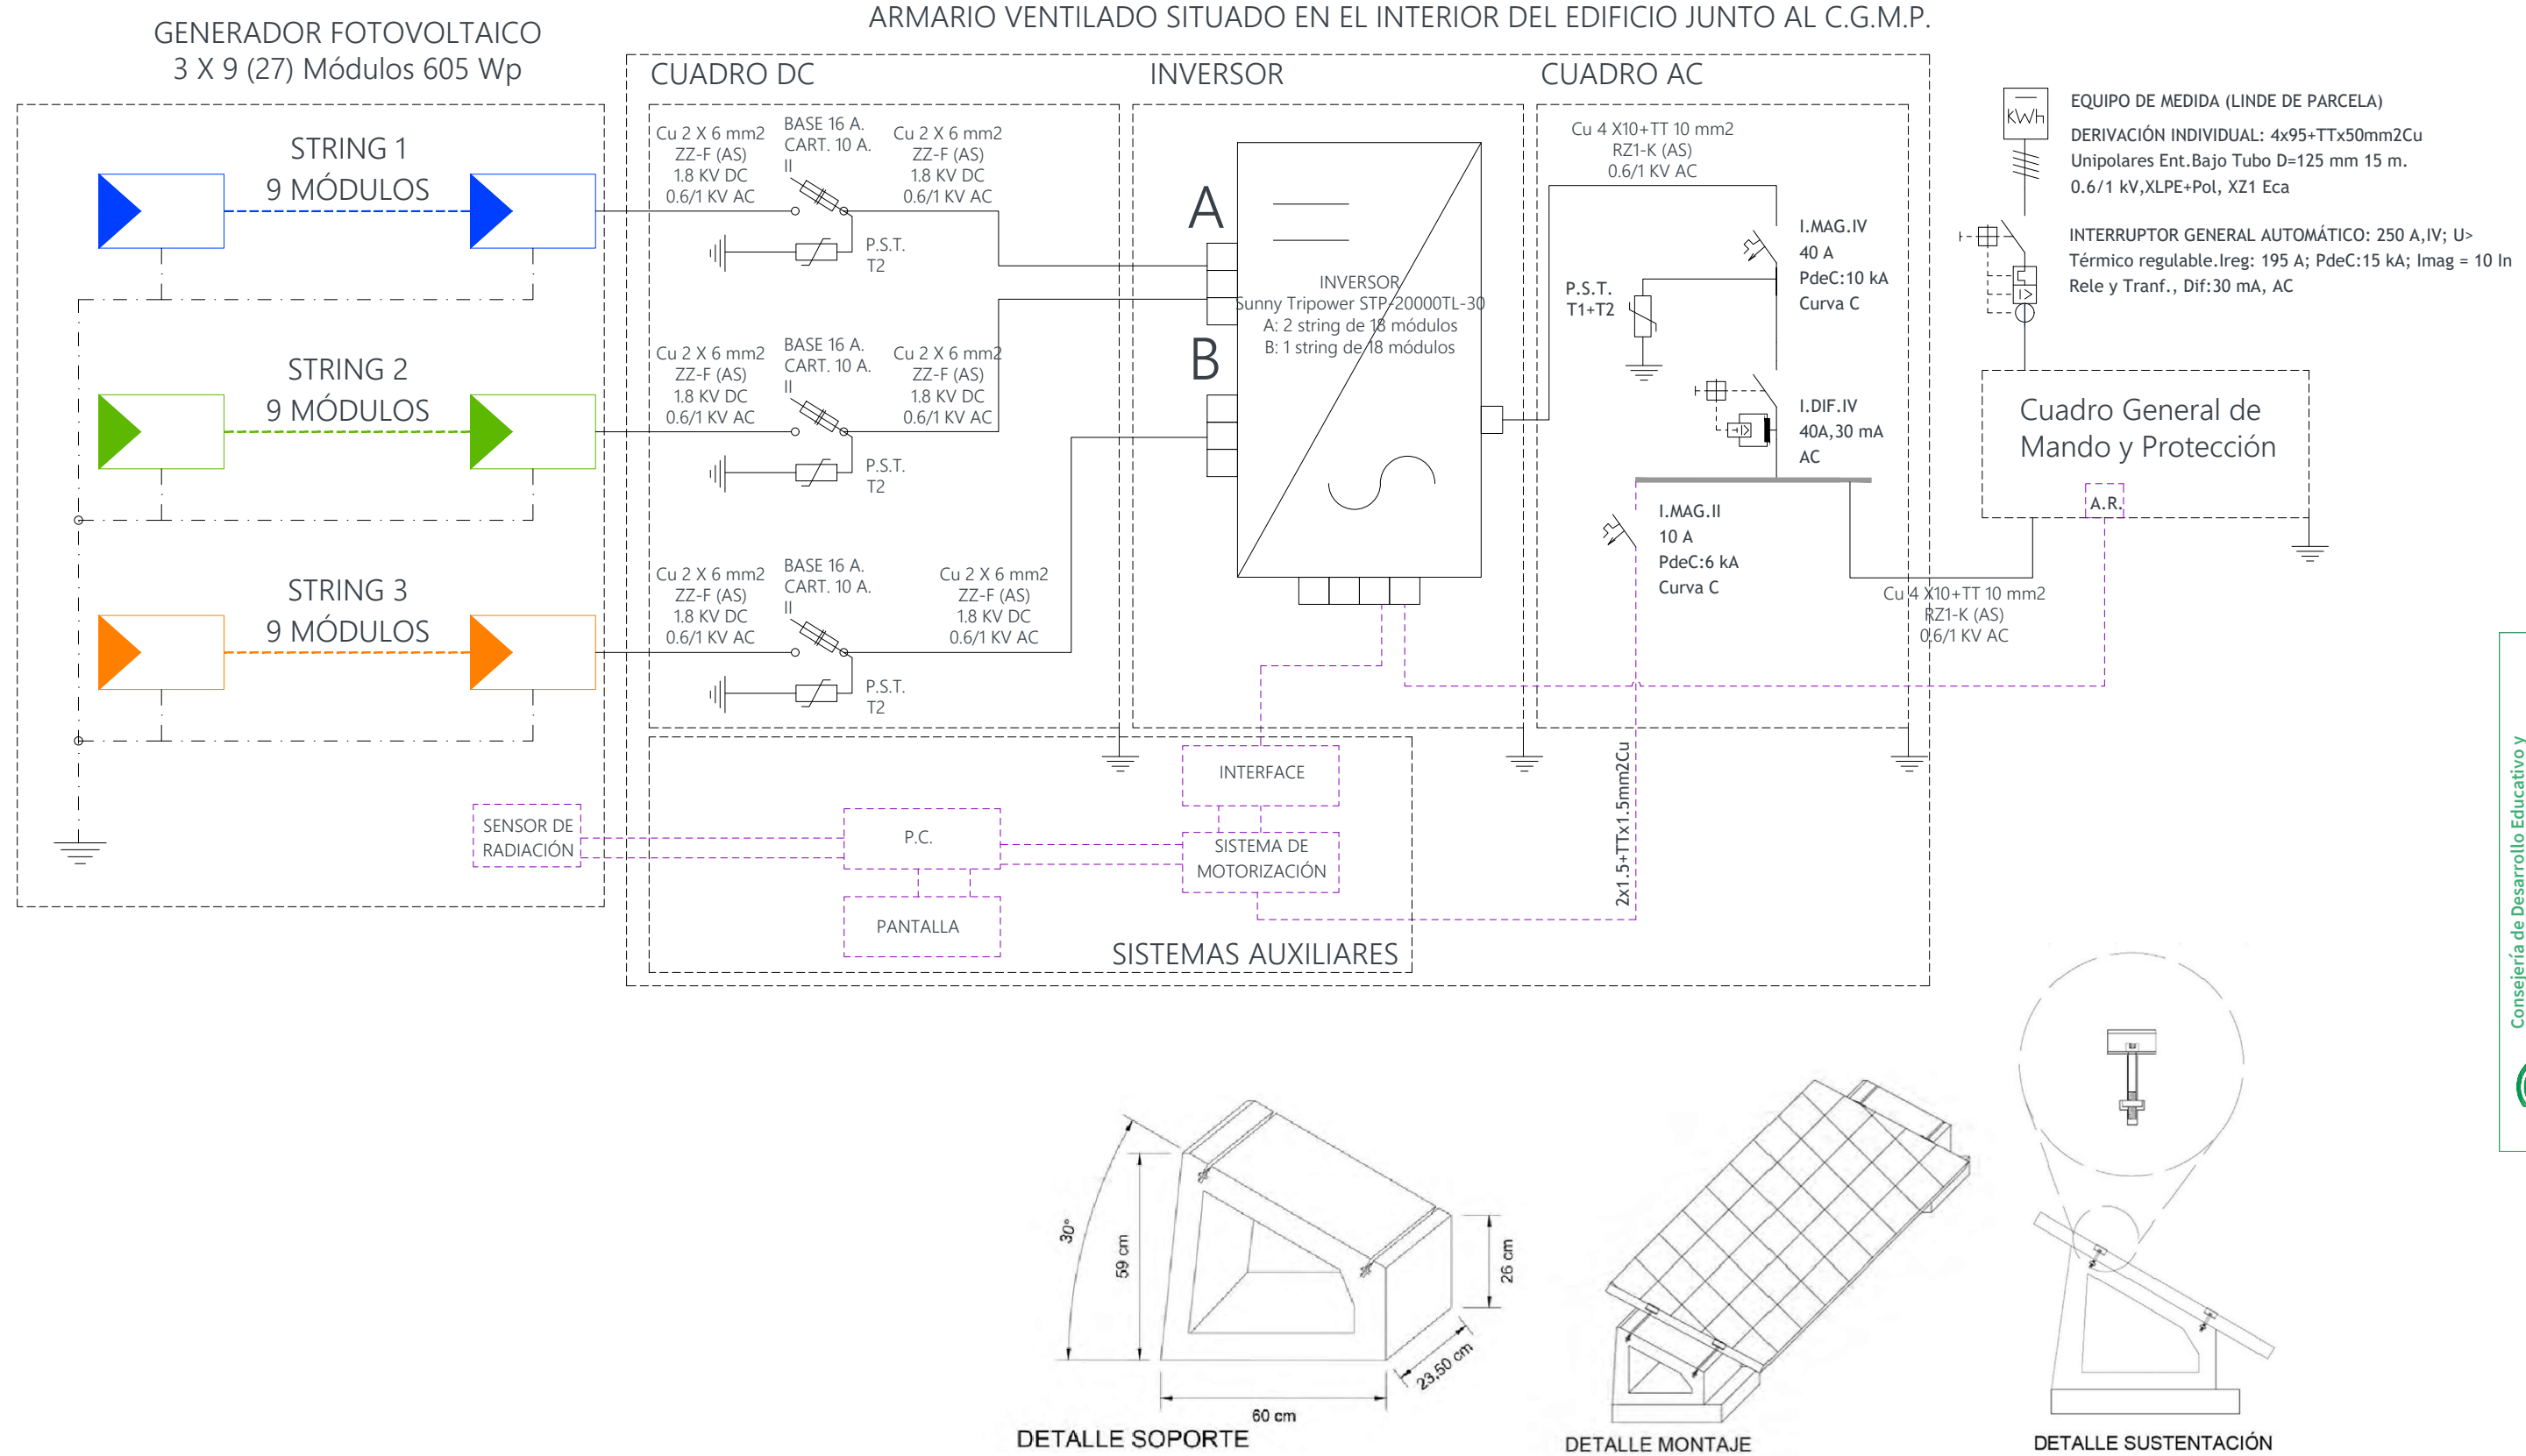 ARMARIO VENTILADO SITUADO EN EL INTERIOR DEL EDIFICIO JUNTO AL C.G.M.P.
GENERADOR FOTOVOLTAICO
3 X 9 (27) Módulos 605 Wp
STRING 1
9 MÓDULOS
STRING 2
9 MÓDULOS
STRING 3
9 MÓDULOS
SENSOR DE
RADIACIÓN
CUADRO DC
Cu 2 X 6 mm2
ZZ-F (AS)
1.8 KV DC
0.6/1 KV AC
BASE 16 A.
CART. 10 A.
II
Cu 2 X 6 mm2
ZZ-F (AS)
1.8 KV DC
0.6/1 KV AC
P.S.T.
T2
Cu 2 X 6 mm2
ZZ-F (AS)
1.8 KV DC
0.6/1 KV AC
BASE 16 A.
CART. 10 A.
II
Cu 2 X 6 mm2
ZZ-F (AS)
1.8 KV DC
0.6/1 KV AC
P.S.T.
T2
Cu 2 X 6 mm2
ZZ-F (AS)
1.8 KV DC
0.6/1 KV AC
BASE 16 A.
CART. 10 A.
II
Cu 2 X 6 mm2
ZZ-F (AS)
1.8 KV DC
0.6/1 KV AC
P.S.T.
T2
INVERSOR
A
B
INVERSOR
Sunny Tripower STP-20000TL-30
A: 2 string de 18 módulos
B: 1 string de 18 módulos
CUADRO AC
Cu 4 X10+TT 10 mm2
RZ1-K (AS)
0.6/1 KV AC
I.MAG.IV
40 A
PdeC:10 kA
Curva C
P.S.T.
T1+T2
I.DIF.IV
40A,30 mA
AC
I.MAG.II
10 A
PdeC:6 kA
Curva C
Cu 4 X10+TT 10 mm2
RZ1-K (AS)
0.6/1 KV AC
2x1.5+TTx1.5mm2Cu
KWh
EQUIPO DE MEDIDA (LINDE DE PARCELA)
DERIVACIÓN INDIVIDUAL: 4x95+TTx50mm2Cu
Unipolares Ent.Bajo Tubo D=125 mm 15 m.
0.6/1 kV,XLPE+Pol, XZ1 Eca
INTERRUPTOR GENERAL AUTOMÁTICO: 250 A,IV; U>
Térmico regulable.Ireg: 195 A; PdeC:15 kA; Imag = 10 In
Rele y Tranf., Dif:30 mA, AC
Cuadro General de
Mando y Protección
A.R.
INTERFACE
P.C.
SISTEMA DE
MOTORIZACIÓN
PANTALLA
SISTEMAS AUXILIARES
Consejería de Desarrollo Educativo y
30°
59 cm
26 cm
23,50 cm
60 cm
DETALLE SOPORTE
DETALLE MONTAJE
DETALLE SUSTENTACIÓN